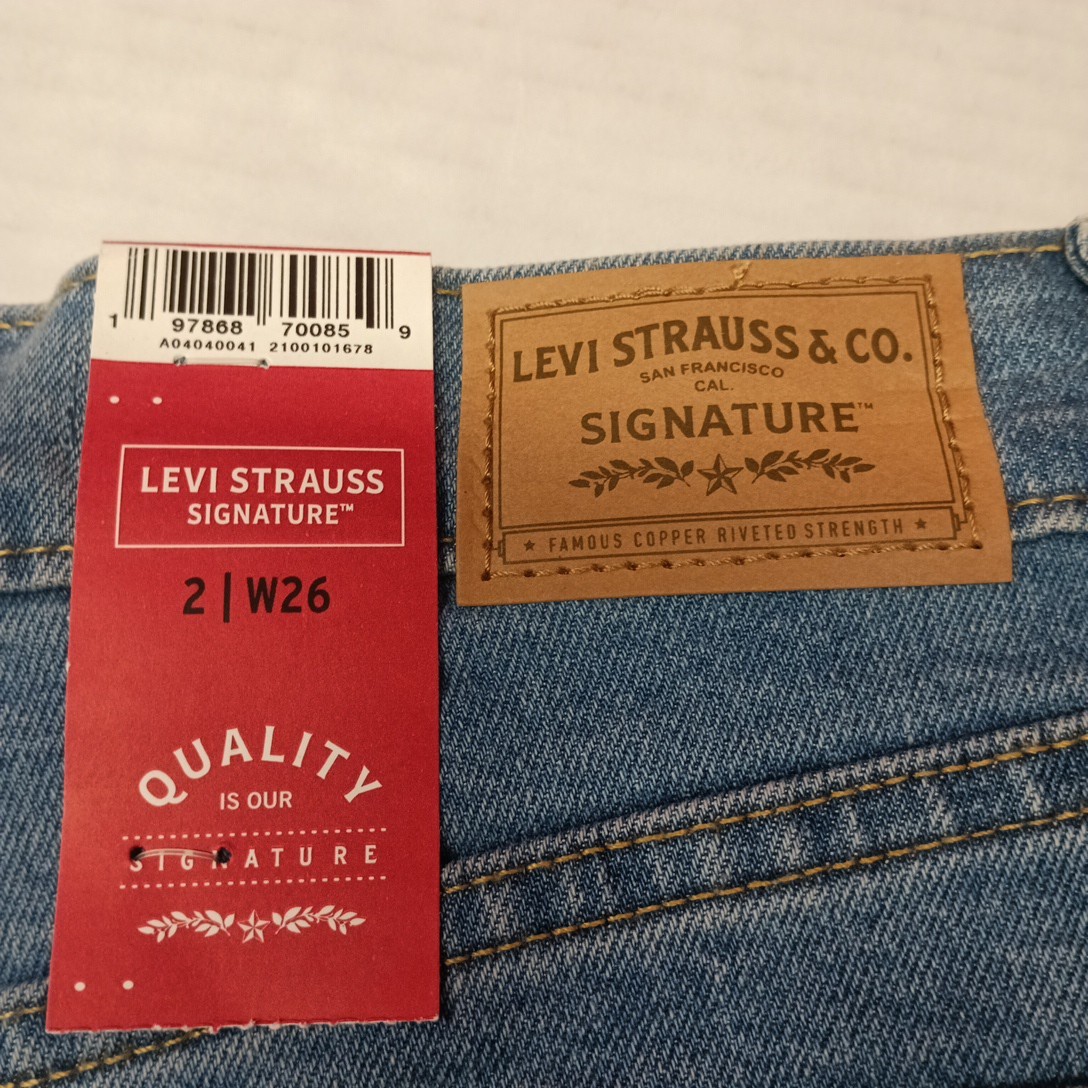 1 97868 70085 9
A04040041 2100101678
LEVI STRAUSS
SIGNATURE™
2 | W26
QUALITY
IS OUR
SIGNATURE
LEVI STRAUSS & CO.
SAN FRANCISCO
CAL.
SIGNATURE™
★ FAMOUS COPPER RIVETED STRENGTH ★